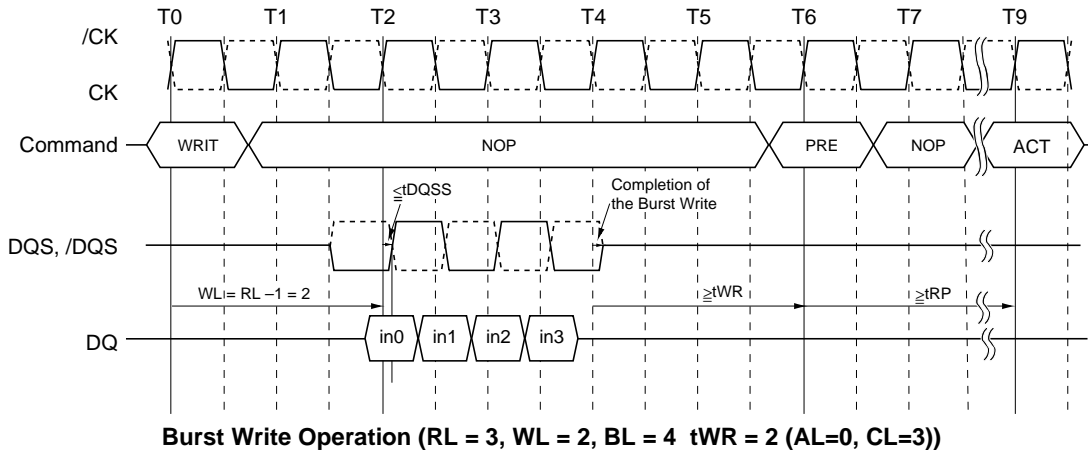 T0 T1 T2 T3 T4 T5 T6 T7 T9
/CK
CK
Command WRIT NOP PRE NOP ACT
≦tDQSS
Completion of
the Burst Write
DQS, /DQS
WL = RL –1 = 2
≧tWR ≧tRP
DQ in0 in1 in2 in3
Burst Write Operation (RL = 3, WL = 2, BL = 4 tWR = 2 (AL=0, CL=3))